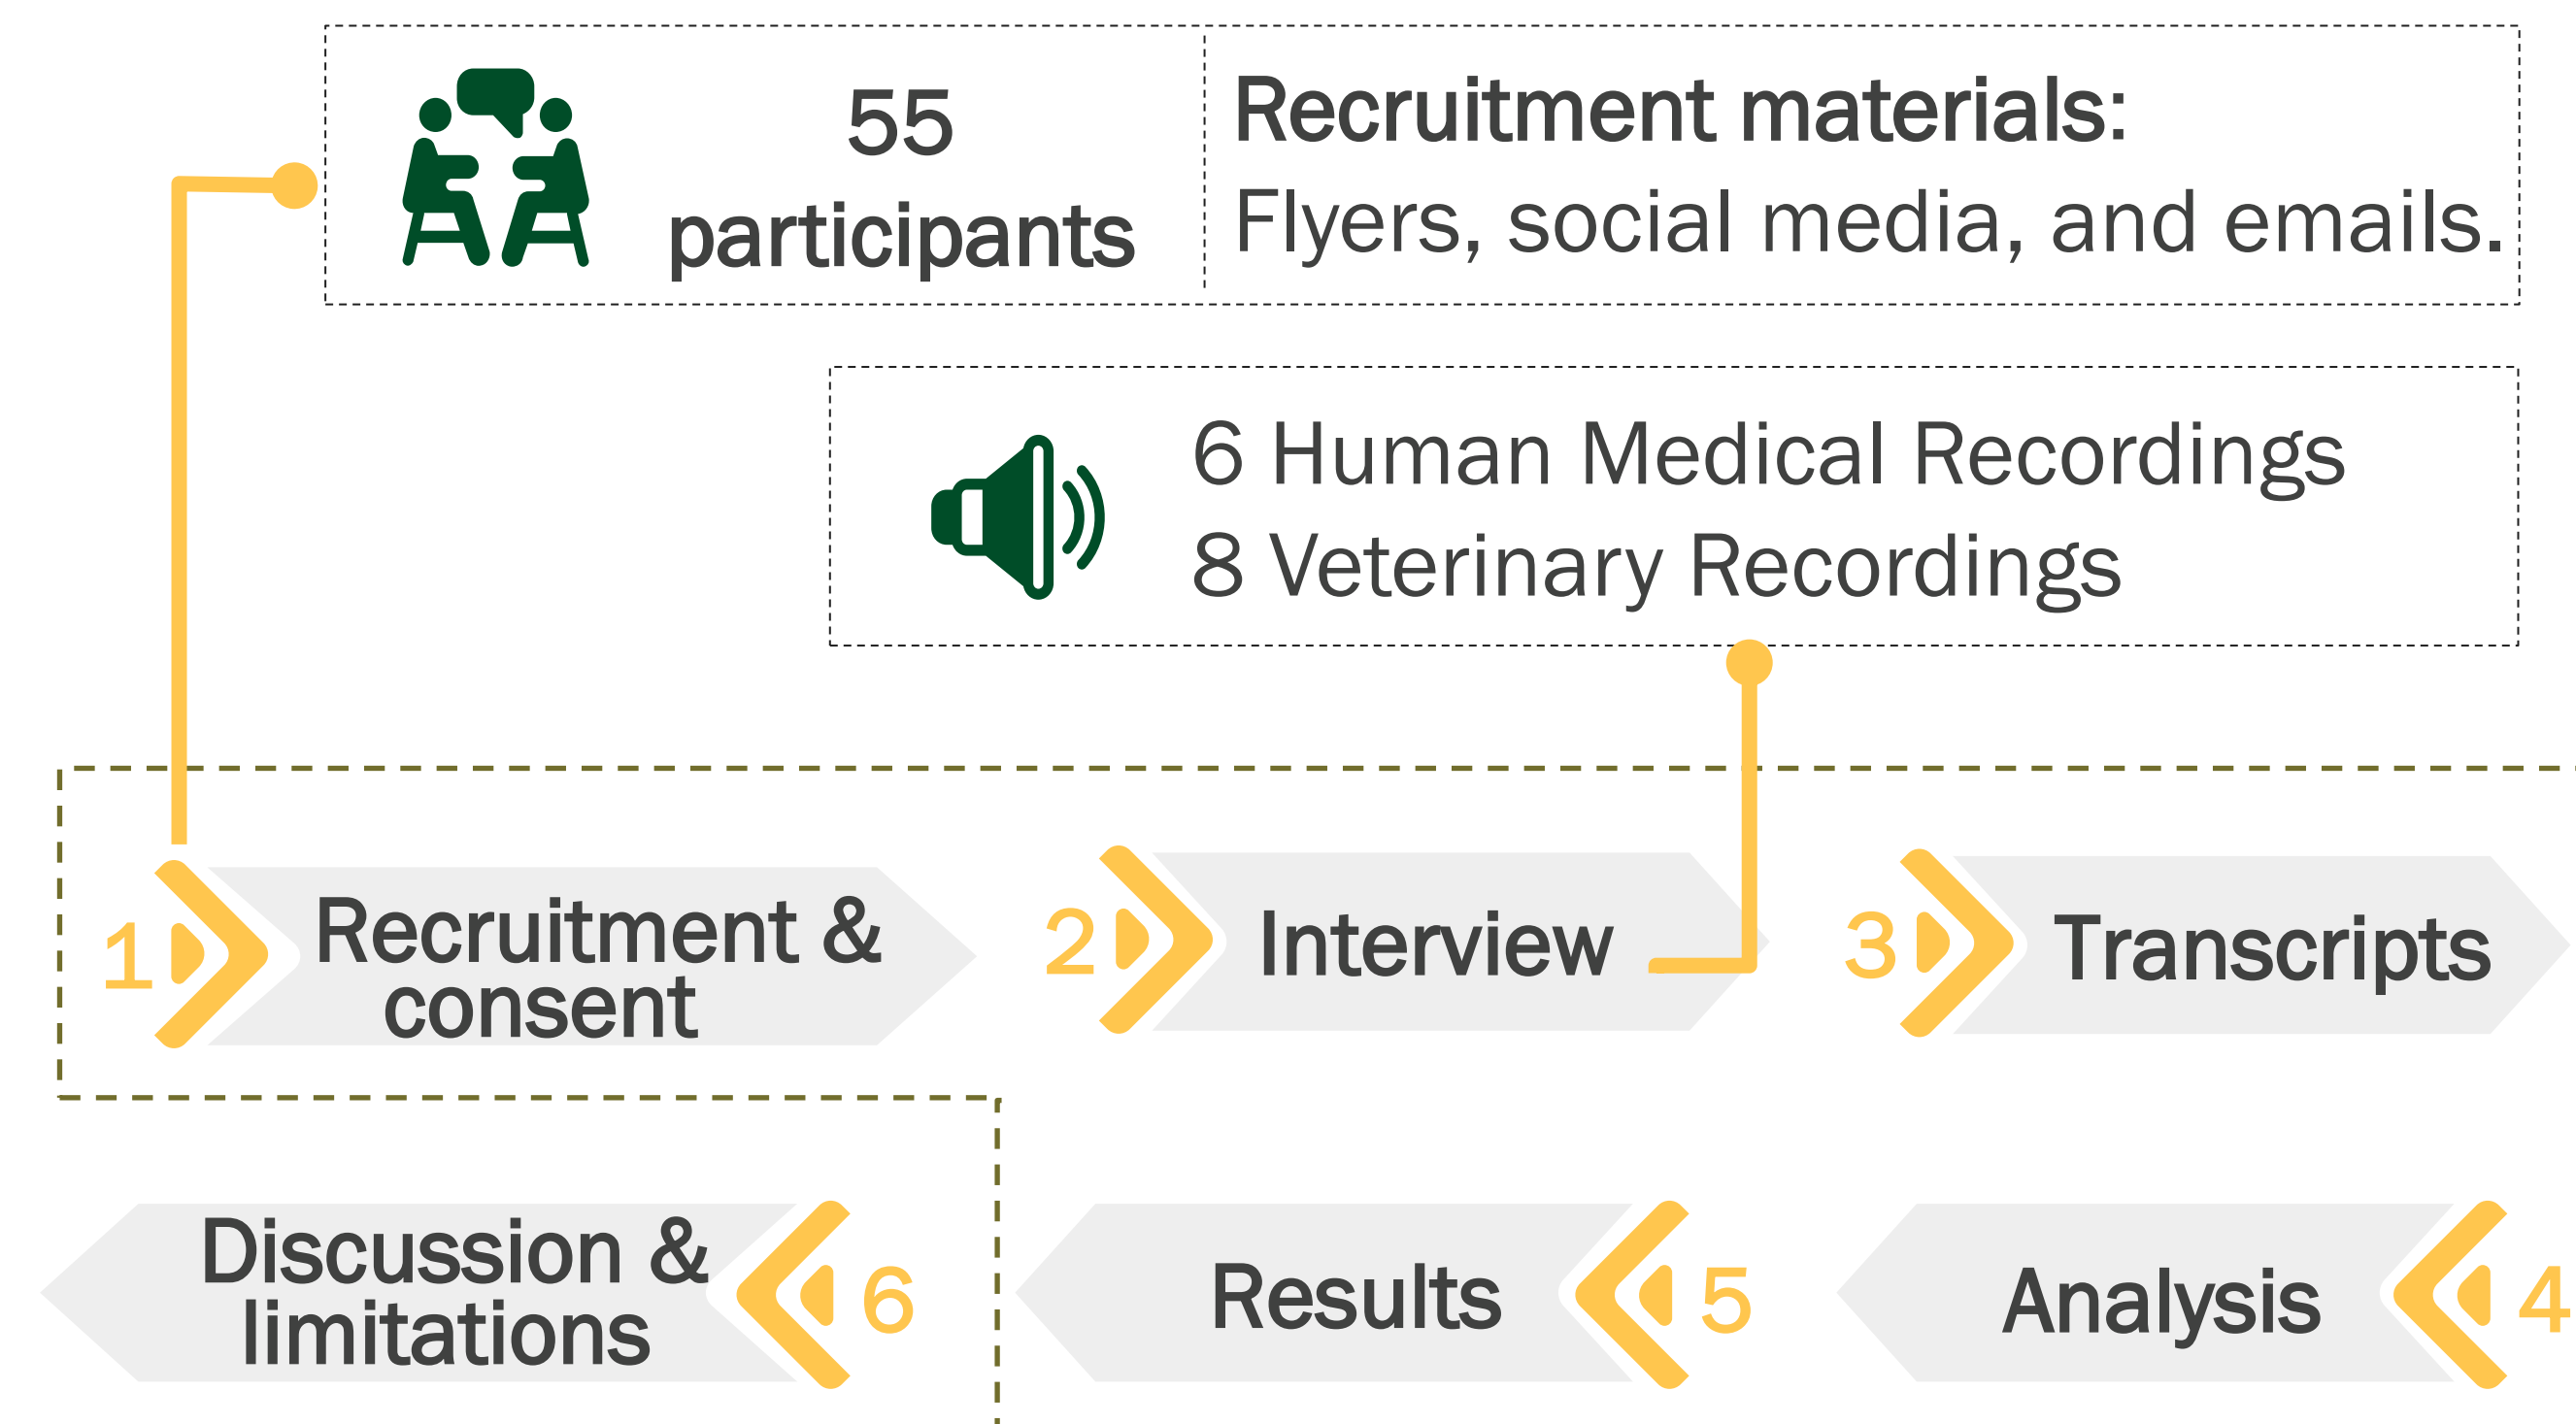 55
participants
Recruitment materials:
Flyers, social media, and emails.
6 Human Medical Recordings
8 Veterinary Recordings
1
Recruitment &
consent
2
Interview
3
Transcripts
4
Analysis
5
Results
6
Discussion &
limitations